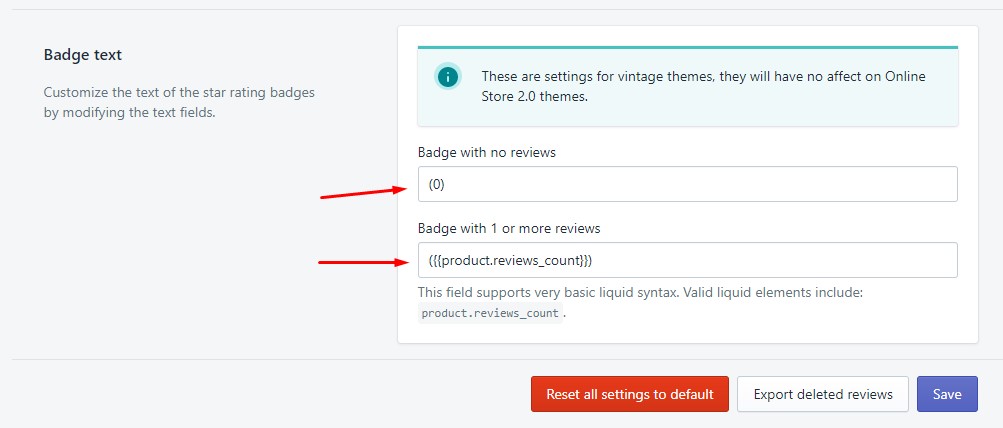 Badge text
Customize the text of the star rating badges
by modifying the text fields.
These are settings for vintage themes, they will have no affect on Online
Store 2.0 themes.
Badge with no reviews
(0)
Badge with 1 or more reviews
({{product.reviews_count}})
This field supports very basic liquid syntax. Valid liquid elements include:
product.reviews_count.
Reset all settings to default
Export deleted reviews
Save